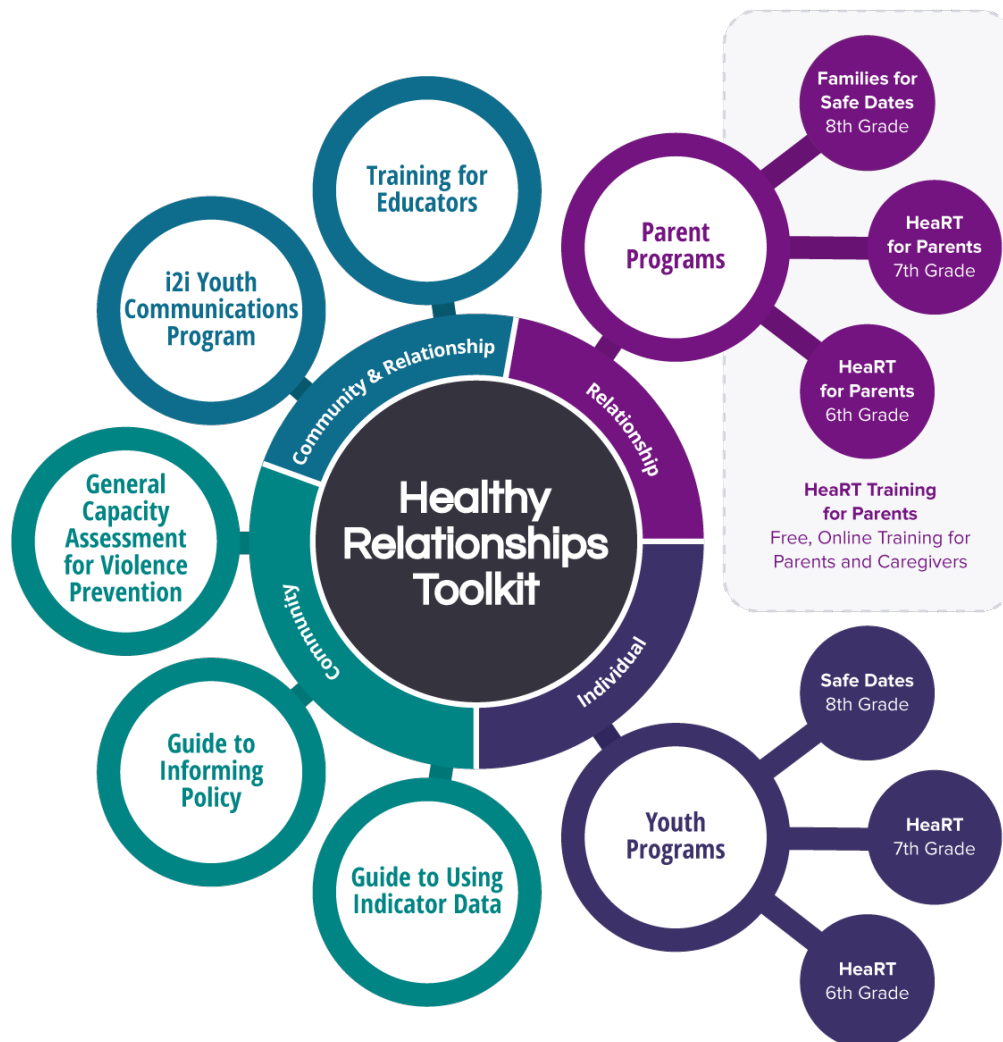 Healthy
Relationships
Toolkit
Community & Relationship
Relationship
Individual
Community
Training for
Educators
i2i Youth
Communications
Program
General
Capacity
Assessment
for Violence
Prevention
Guide to
Informing
Policy
Guide to Using
Indicator Data
Parent
Programs
Families for
Safe Dates
8th Grade
HeaRT
for Parents
7th Grade
HeaRT
for Parents
6th Grade
HeaRT Training
for Parents
Free, Online Training for
Parents and Caregivers
Youth
Programs
Safe Dates
8th Grade
HeaRT
7th Grade
HeaRT
6th Grade